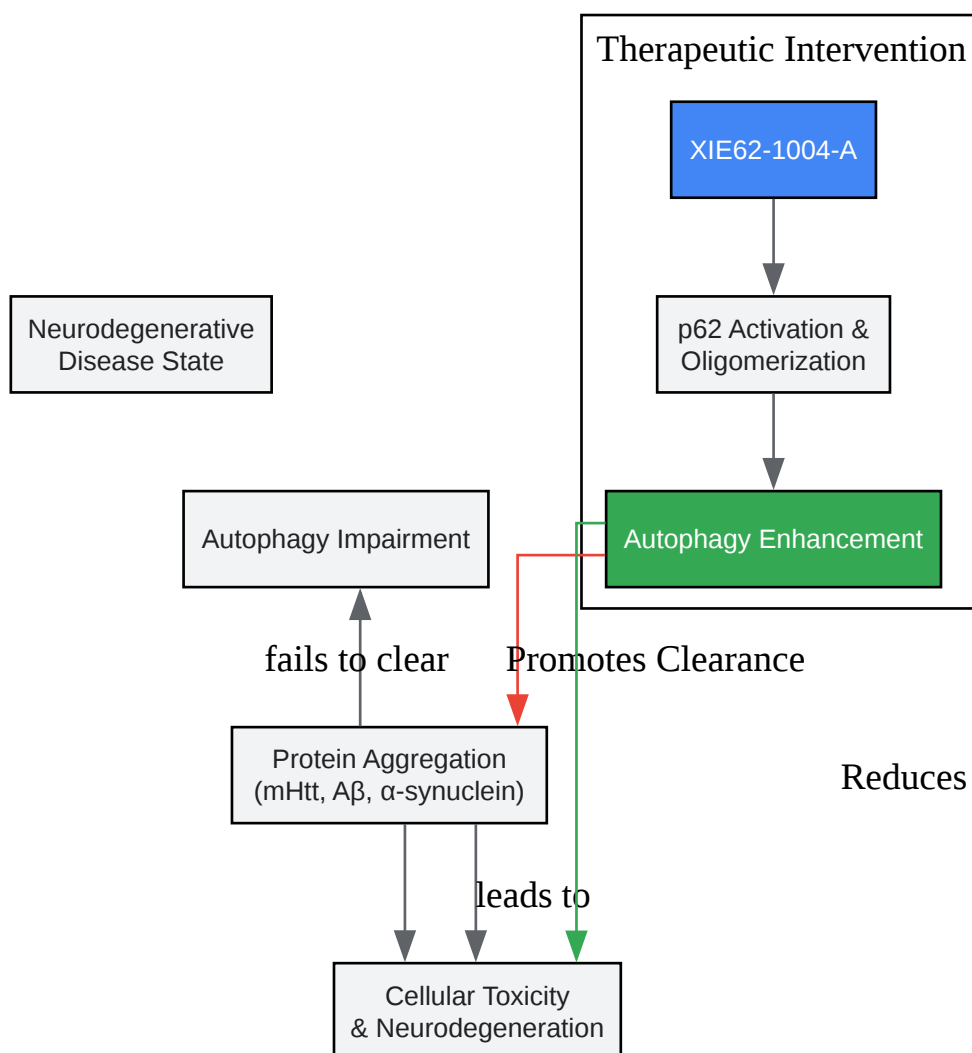 Therapeutic Intervention
XIE62-1004-A
Neurodegenerative
Disease State
p62 Activation &
Oligomerization
Autophagy Impairment
Autophagy Enhancement
fails to clear
Promotes Clearance
Protein Aggregation
(mHtt, Aβ, α-synuclein)
Reduces
leads to
Cellular Toxicity
& Neurodegeneration